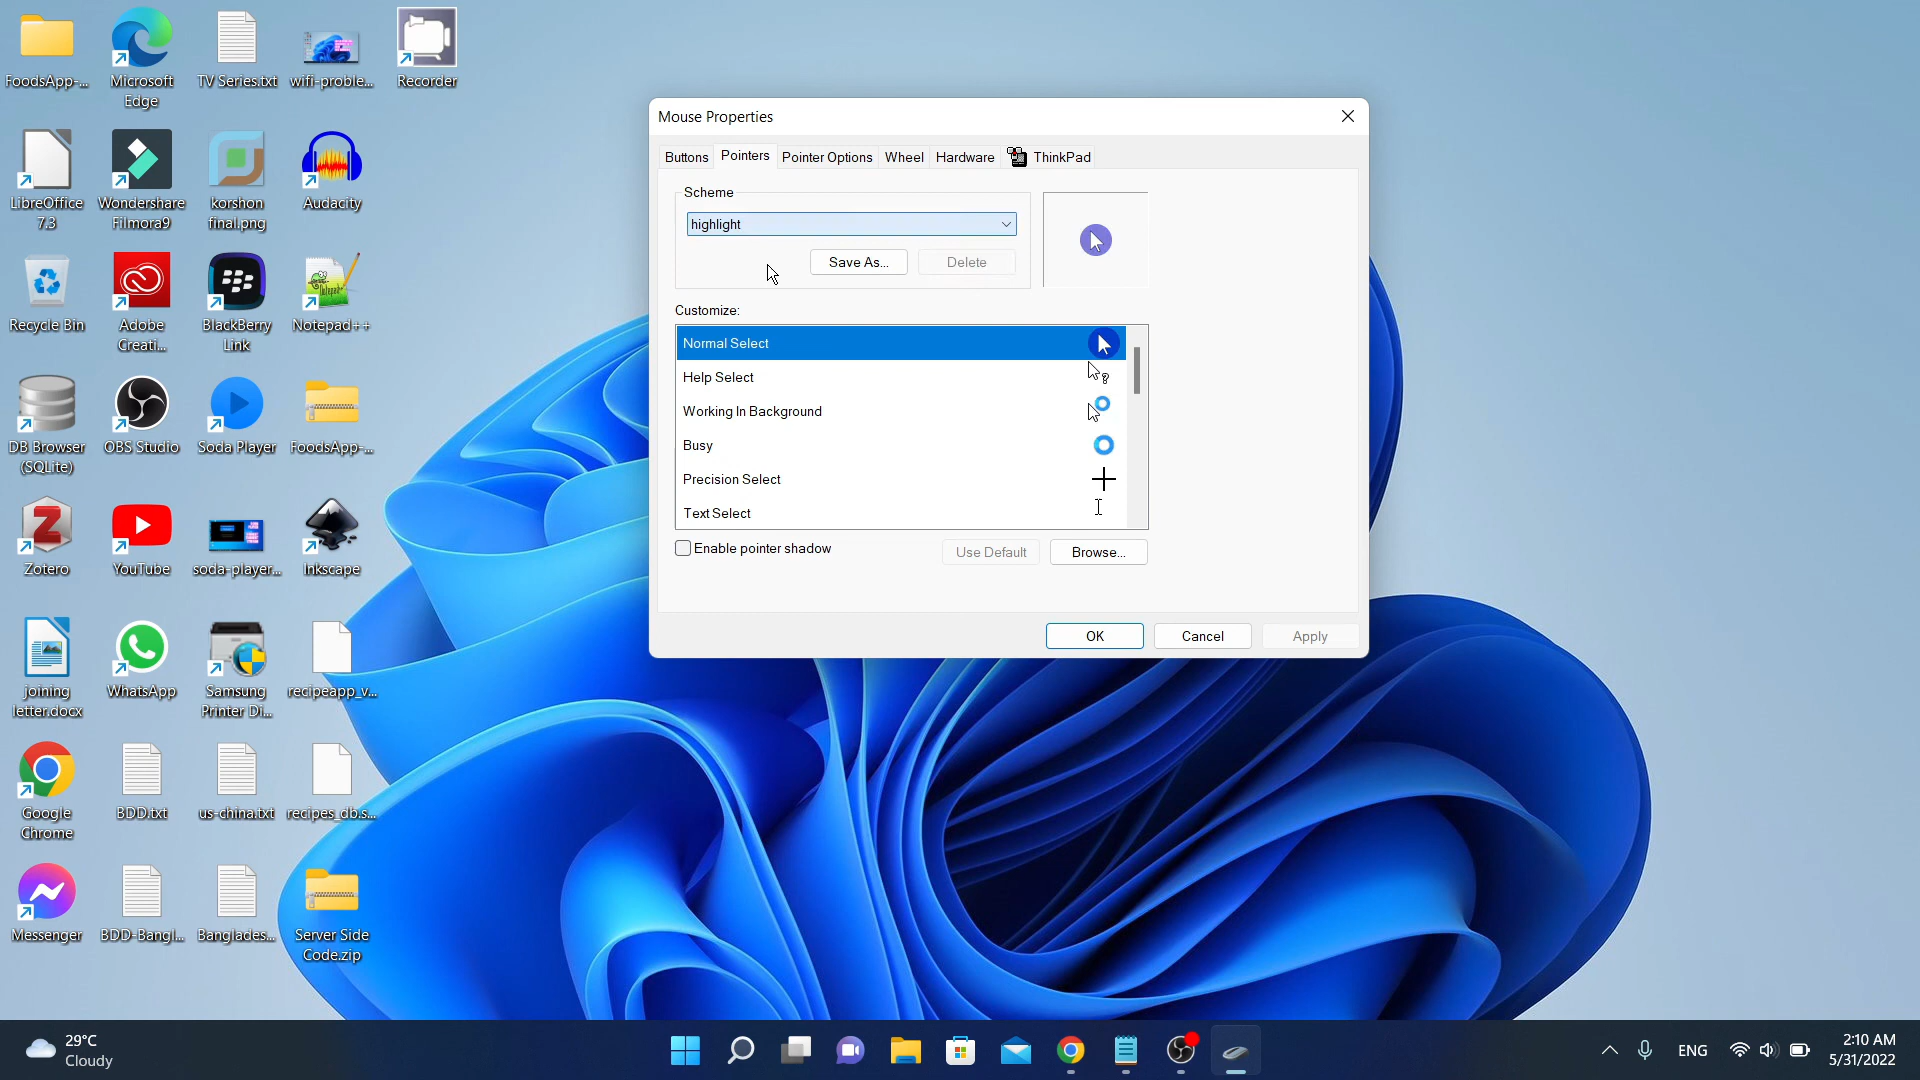 FoodsApp-...
Microsoft
Edge
TV Series.txt
wifi-proble...
Recorder
LibreOffice
7.3
Wondershare
Filmora9
korshon
final.png
Audacity
Recycle Bin
Adobe
Creati...
BlackBerry
Link
Notepad++
DB Browser
(SQLite)
OBS Studio
Soda Player
FoodsApp-...
Zotero
YouTube
soda-player...
Inkscape
joining
letter.docx
WhatsApp
Samsung
Printer Di...
recipeapp_v...
Google
Chrome
BDD.txt
us-china.txt
recipes_db.s...
Messenger
BDD-Bangl...
Banglades...
Server Side
Code.zip
Mouse Properties
Buttons
Pointers
Pointer Options
Wheel
Hardware
ThinkPad
Scheme
highlight
Save As...
Delete
Customize:
Normal Select
Help Select
Working In Background
Busy
Precision Select
Text Select
Enable pointer shadow
Use Default
Browse...
OK
Cancel
Apply
29°C
Cloudy
ENG
2:10 AM
5/31/2022